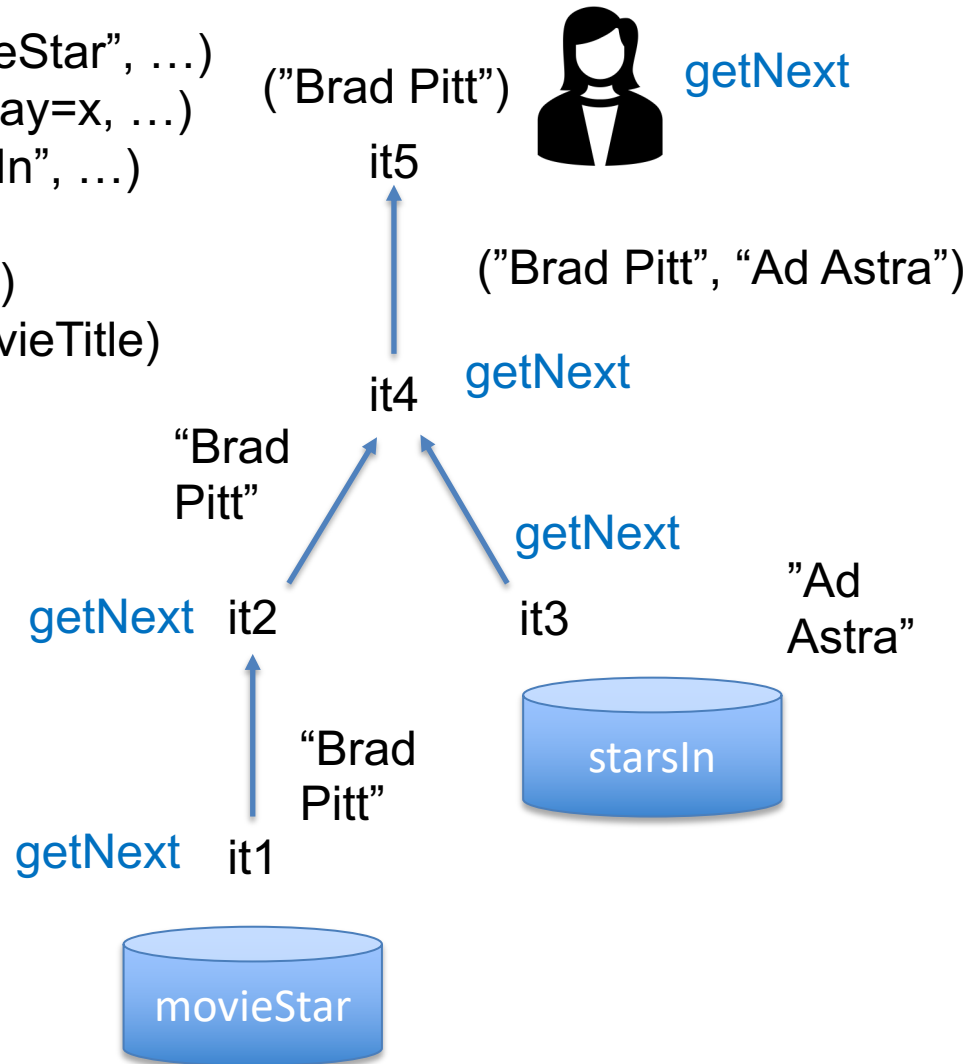 eStar”, …)
ay=x, …)
In”, …)
)
vieTitle)
(”Brad Pitt”)
getNext
it5
(”Brad Pitt”, “Ad Astra”)
it4
getNext
“Brad
Pitt”
getNext
getNext
it2
it3
”Ad
Astra”
“Brad
Pitt”
starsIn
getNext
it1
movieStar